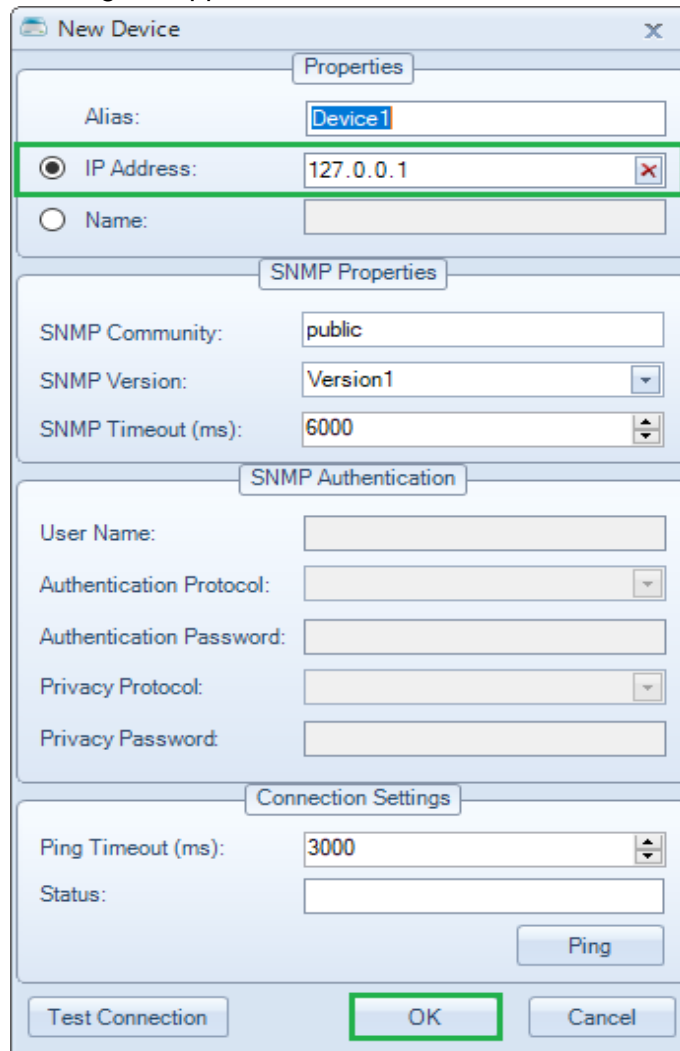 New Device
Properties
Alias: Device1
IP Address: 127.0.0.1
Name:
SNMP Properties
SNMP Community: public
SNMP Version: Version1
SNMP Timeout (ms): 6000
SNMP Authentication
User Name:
Authentication Protocol:
Authentication Password:
Privacy Protocol:
Privacy Password:
Connection Settings
Ping Timeout (ms): 3000
Status:
Ping
Test Connection OK Cancel